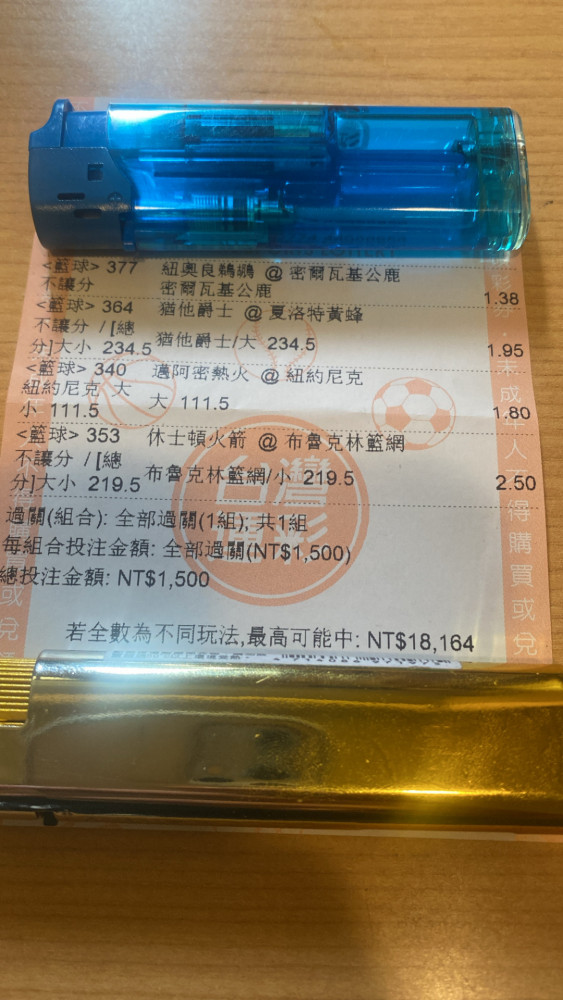 <籃球> 377 紐奧良鵜鶘 @ 密爾瓦基公鹿
不讓分 密爾瓦基公鹿 1.38
<籃球> 364 猶他爵士 @ 夏洛特黃蜂
不讓分 / [總
分]大小 234.5 猶他爵士/大 234.5 1.95
<籃球> 340 邁阿密熱火 @ 紐約尼克
紐約尼克 大
小 111.5 大 111.5 1.80
<籃球> 353 休士頓火箭 @ 布魯克林籃網
不讓分 / [總
分]大小 219.5 布魯克林籃網/小 219.5 2.50
過關(組合): 全部過關(1組); 共1組
每組合投注金額: 全部過關(NT$1,500)
總投注金額: NT$1,500
若全數為不同玩法,最高可能中: NT$18,164
台灣
運彩
未成年人不得購買或兌
購買或兌